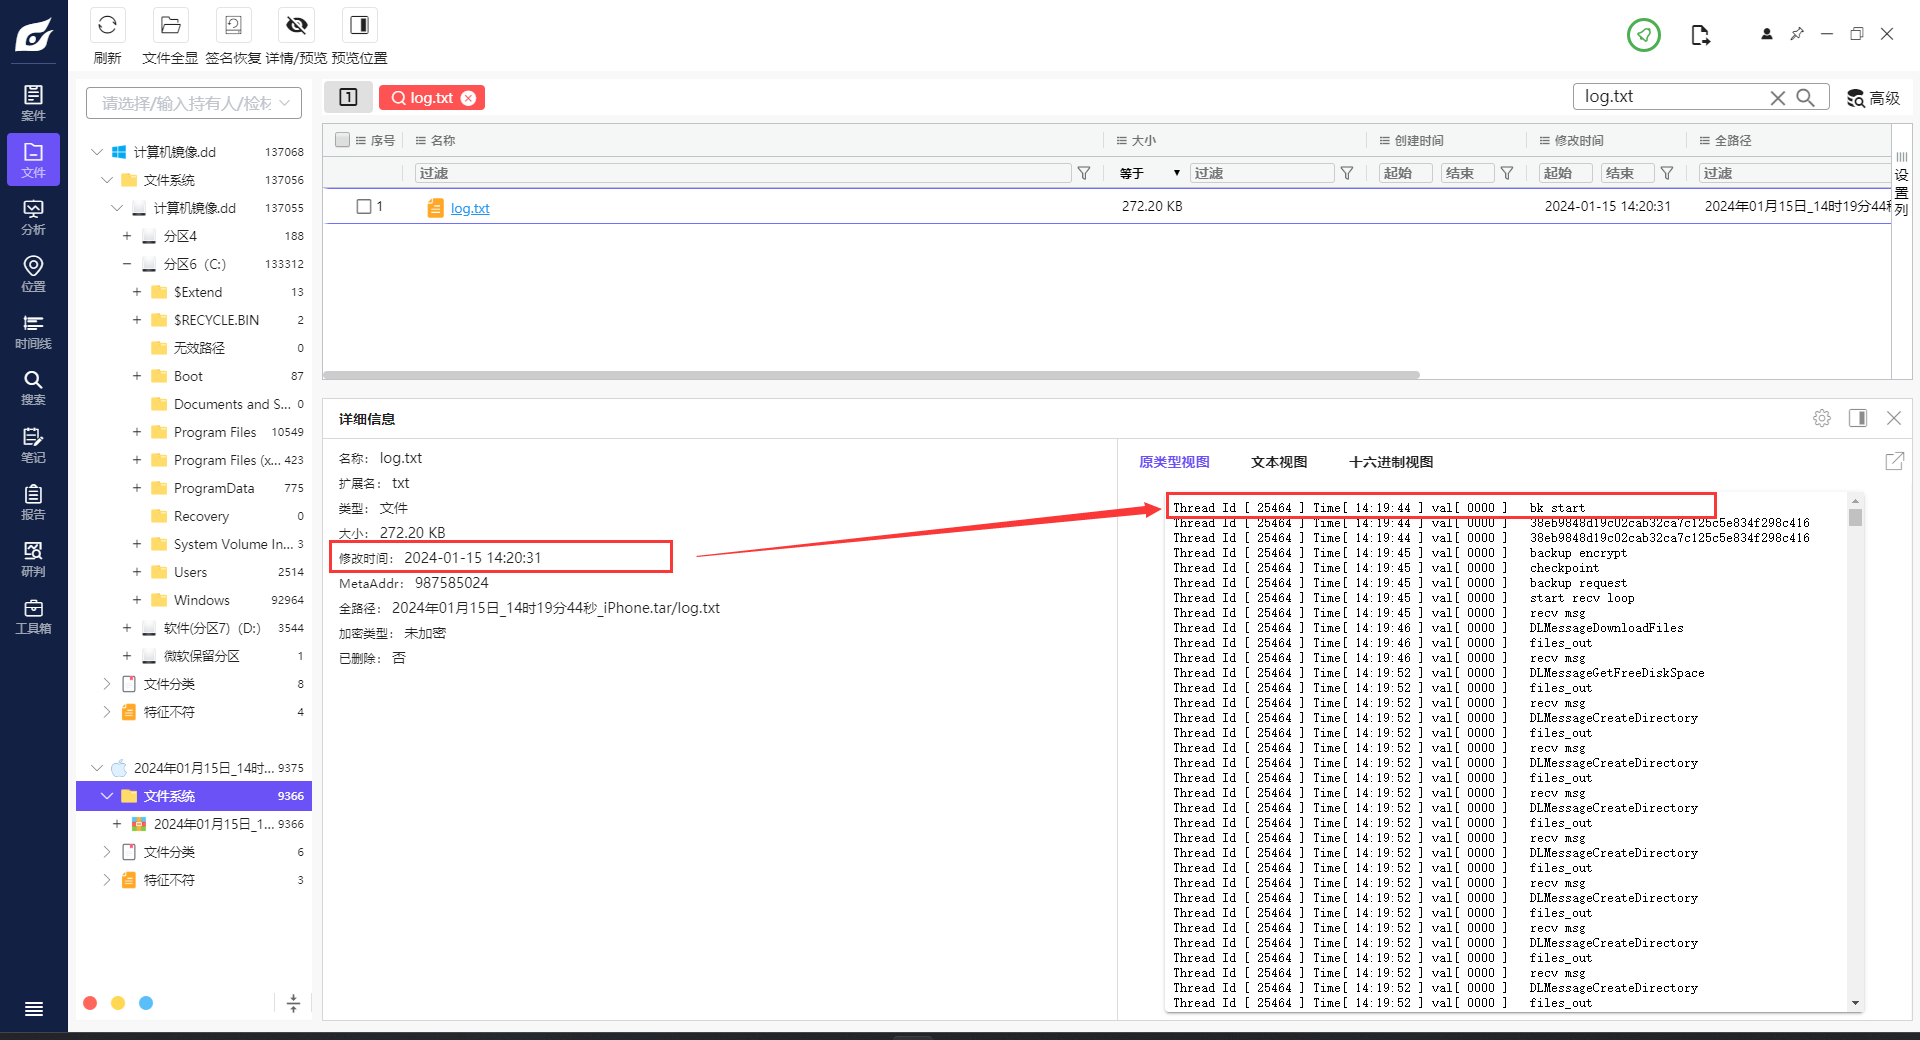 刷新
文件全显
签名恢复
详情/预览
预览位置
案件
文件
分析
位置
时间线
搜索
笔记
报告
研判
工具箱
请选择/输入持有人/检材
计算机镜像.dd 137068
文件系统 137056
计算机镜像.dd 137055
分区4 188
分区6（C:） 133312
$Extend 13
$RECYCLE.BIN 2
无效路径 0
Boot 87
Documents and S... 0
Program Files 10549
Program Files (x... 423
ProgramData 775
Recovery 0
System Volume In... 3
Users 2514
Windows 92964
软件(分区7)（D:） 3544
微软保留分区 1
文件分类 8
特征不符 4
2024年01月15日_14时... 9375
文件系统 9366
2024年01月15日_1... 9366
文件分类 6
特征不符 3
1
log.txt
log.txt
高级
序号 名称 大小 创建时间 修改时间 全路径
过滤 等于 过滤 起始 结束 起始 结束 过滤
1 log.txt 272.20 KB 2024-01-15 14:20:31 2024年01月15日_14时19分44秒
设置列
详细信息
名称： log.txt
扩展名： txt
类型： 文件
大小： 272.20 KB
修改时间： 2024-01-15 14:20:31
MetaAddr： 987585024
全路径： 2024年01月15日_14时19分44秒_iPhone.tar/log.txt
加密类型： 未加密
已删除： 否
原类型视图 文本视图 十六进制视图
Thread Id [ 25464 ] Time[ 14:19:44 ] val[ 0000 ] bk start
Thread Id [ 25464 ] Time[ 14:19:44 ] val[ 0000 ] 38eb9848d19c02cab32ca7c125c5e834f298c416
Thread Id [ 25464 ] Time[ 14:19:44 ] val[ 0000 ] 38eb9848d19c02cab32ca7c125c5e834f298c416
Thread Id [ 25464 ] Time[ 14:19:45 ] val[ 0000 ] backup encrypt
Thread Id [ 25464 ] Time[ 14:19:45 ] val[ 0000 ] checkpoint
Thread Id [ 25464 ] Time[ 14:19:45 ] val[ 0000 ] backup request
Thread Id [ 25464 ] Time[ 14:19:45 ] val[ 0000 ] start recv loop
Thread Id [ 25464 ] Time[ 14:19:45 ] val[ 0000 ] recv msg
Thread Id [ 25464 ] Time[ 14:19:46 ] val[ 0000 ] DLMessageDownloadFiles
Thread Id [ 25464 ] Time[ 14:19:46 ] val[ 0000 ] files_out
Thread Id [ 25464 ] Time[ 14:19:46 ] val[ 0000 ] recv msg
Thread Id [ 25464 ] Time[ 14:19:52 ] val[ 0000 ] DLMessageGetFreeDiskSpace
Thread Id [ 25464 ] Time[ 14:19:52 ] val[ 0000 ] files_out
Thread Id [ 25464 ] Time[ 14:19:52 ] val[ 0000 ] recv msg
Thread Id [ 25464 ] Time[ 14:19:52 ] val[ 0000 ] DLMessageCreateDirectory
Thread Id [ 25464 ] Time[ 14:19:52 ] val[ 0000 ] files_out
Thread Id [ 25464 ] Time[ 14:19:52 ] val[ 0000 ] recv msg
Thread Id [ 25464 ] Time[ 14:19:52 ] val[ 0000 ] DLMessageCreateDirectory
Thread Id [ 25464 ] Time[ 14:19:52 ] val[ 0000 ] files_out
Thread Id [ 25464 ] Time[ 14:19:52 ] val[ 0000 ] recv msg
Thread Id [ 25464 ] Time[ 14:19:52 ] val[ 0000 ] DLMessageCreateDirectory
Thread Id [ 25464 ] Time[ 14:19:52 ] val[ 0000 ] files_out
Thread Id [ 25464 ] Time[ 14:19:52 ] val[ 0000 ] recv msg
Thread Id [ 25464 ] Time[ 14:19:52 ] val[ 0000 ] DLMessageCreateDirectory
Thread Id [ 25464 ] Time[ 14:19:52 ] val[ 0000 ] files_out
Thread Id [ 25464 ] Time[ 14:19:52 ] val[ 0000 ] recv msg
Thread Id [ 25464 ] Time[ 14:19:52 ] val[ 0000 ] DLMessageCreateDirectory
Thread Id [ 25464 ] Time[ 14:19:52 ] val[ 0000 ] files_out
Thread Id [ 25464 ] Time[ 14:19:52 ] val[ 0000 ] recv msg
Thread Id [ 25464 ] Time[ 14:19:52 ] val[ 0000 ] DLMessageCreateDirectory
Thread Id [ 25464 ] Time[ 14:19:52 ] val[ 0000 ] files_out
Thread Id [ 25464 ] Time[ 14:19:52 ] val[ 0000 ] recv msg
Thread Id [ 25464 ] Time[ 14:19:52 ] val[ 0000 ] DLMessageCreateDirectory
Thread Id [ 25464 ] Time[ 14:19:52 ] val[ 0000 ] files_out